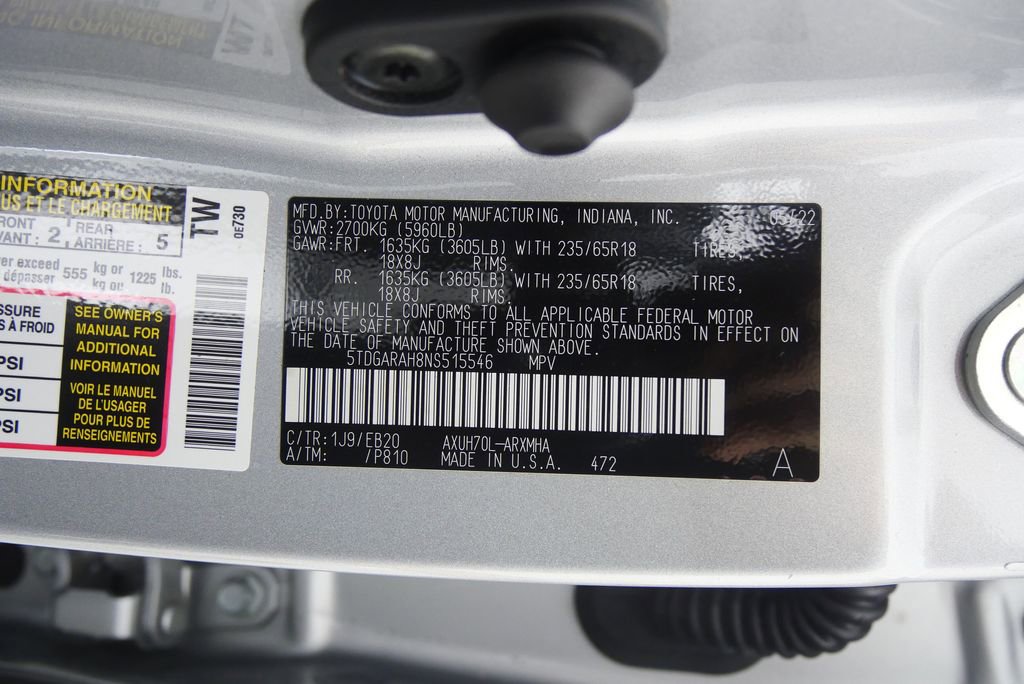 INFORMATION
US ET LE CHARGEMENT
FRONT
VANT : 2
REAR
ARRIÈRE : 5
ver exceed
dépasser 555 kg or
kg ou 1225 lbs.
lb.
SSURE
S À FROID
PSI
PSI
PSI
SEE OWNER'S
MANUAL FOR
ADDITIONAL
INFORMATION
VOIR LE MANUEL
DE L'USAGER
POUR PLUS DE
RENSEIGNEMENTS
TW
0E730
MFD.BY:TOYOTA MOTOR MANUFACTURING, INDIANA, INC. 05/22
GVWR:2700KG (5960LB)
GAWR:FRT. 1635KG (3605LB) WITH 235/65R18 TIRES,
18X8J RIMS.
RR. 1635KG (3605LB) WITH 235/65R18 TIRES,
18X8J RIMS.
THIS VEHICLE CONFORMS TO ALL APPLICABLE FEDERAL MOTOR
VEHICLE SAFETY AND THEFT PREVENTION STANDARDS IN EFFECT ON
THE DATE OF MANUFACTURE SHOWN ABOVE.
5TDGARAH8NS515546 MPV
C/TR:1J9/EB20 AXUH70L-ARXMHA
A/TM: /P810 MADE IN U.S.A. 472
A